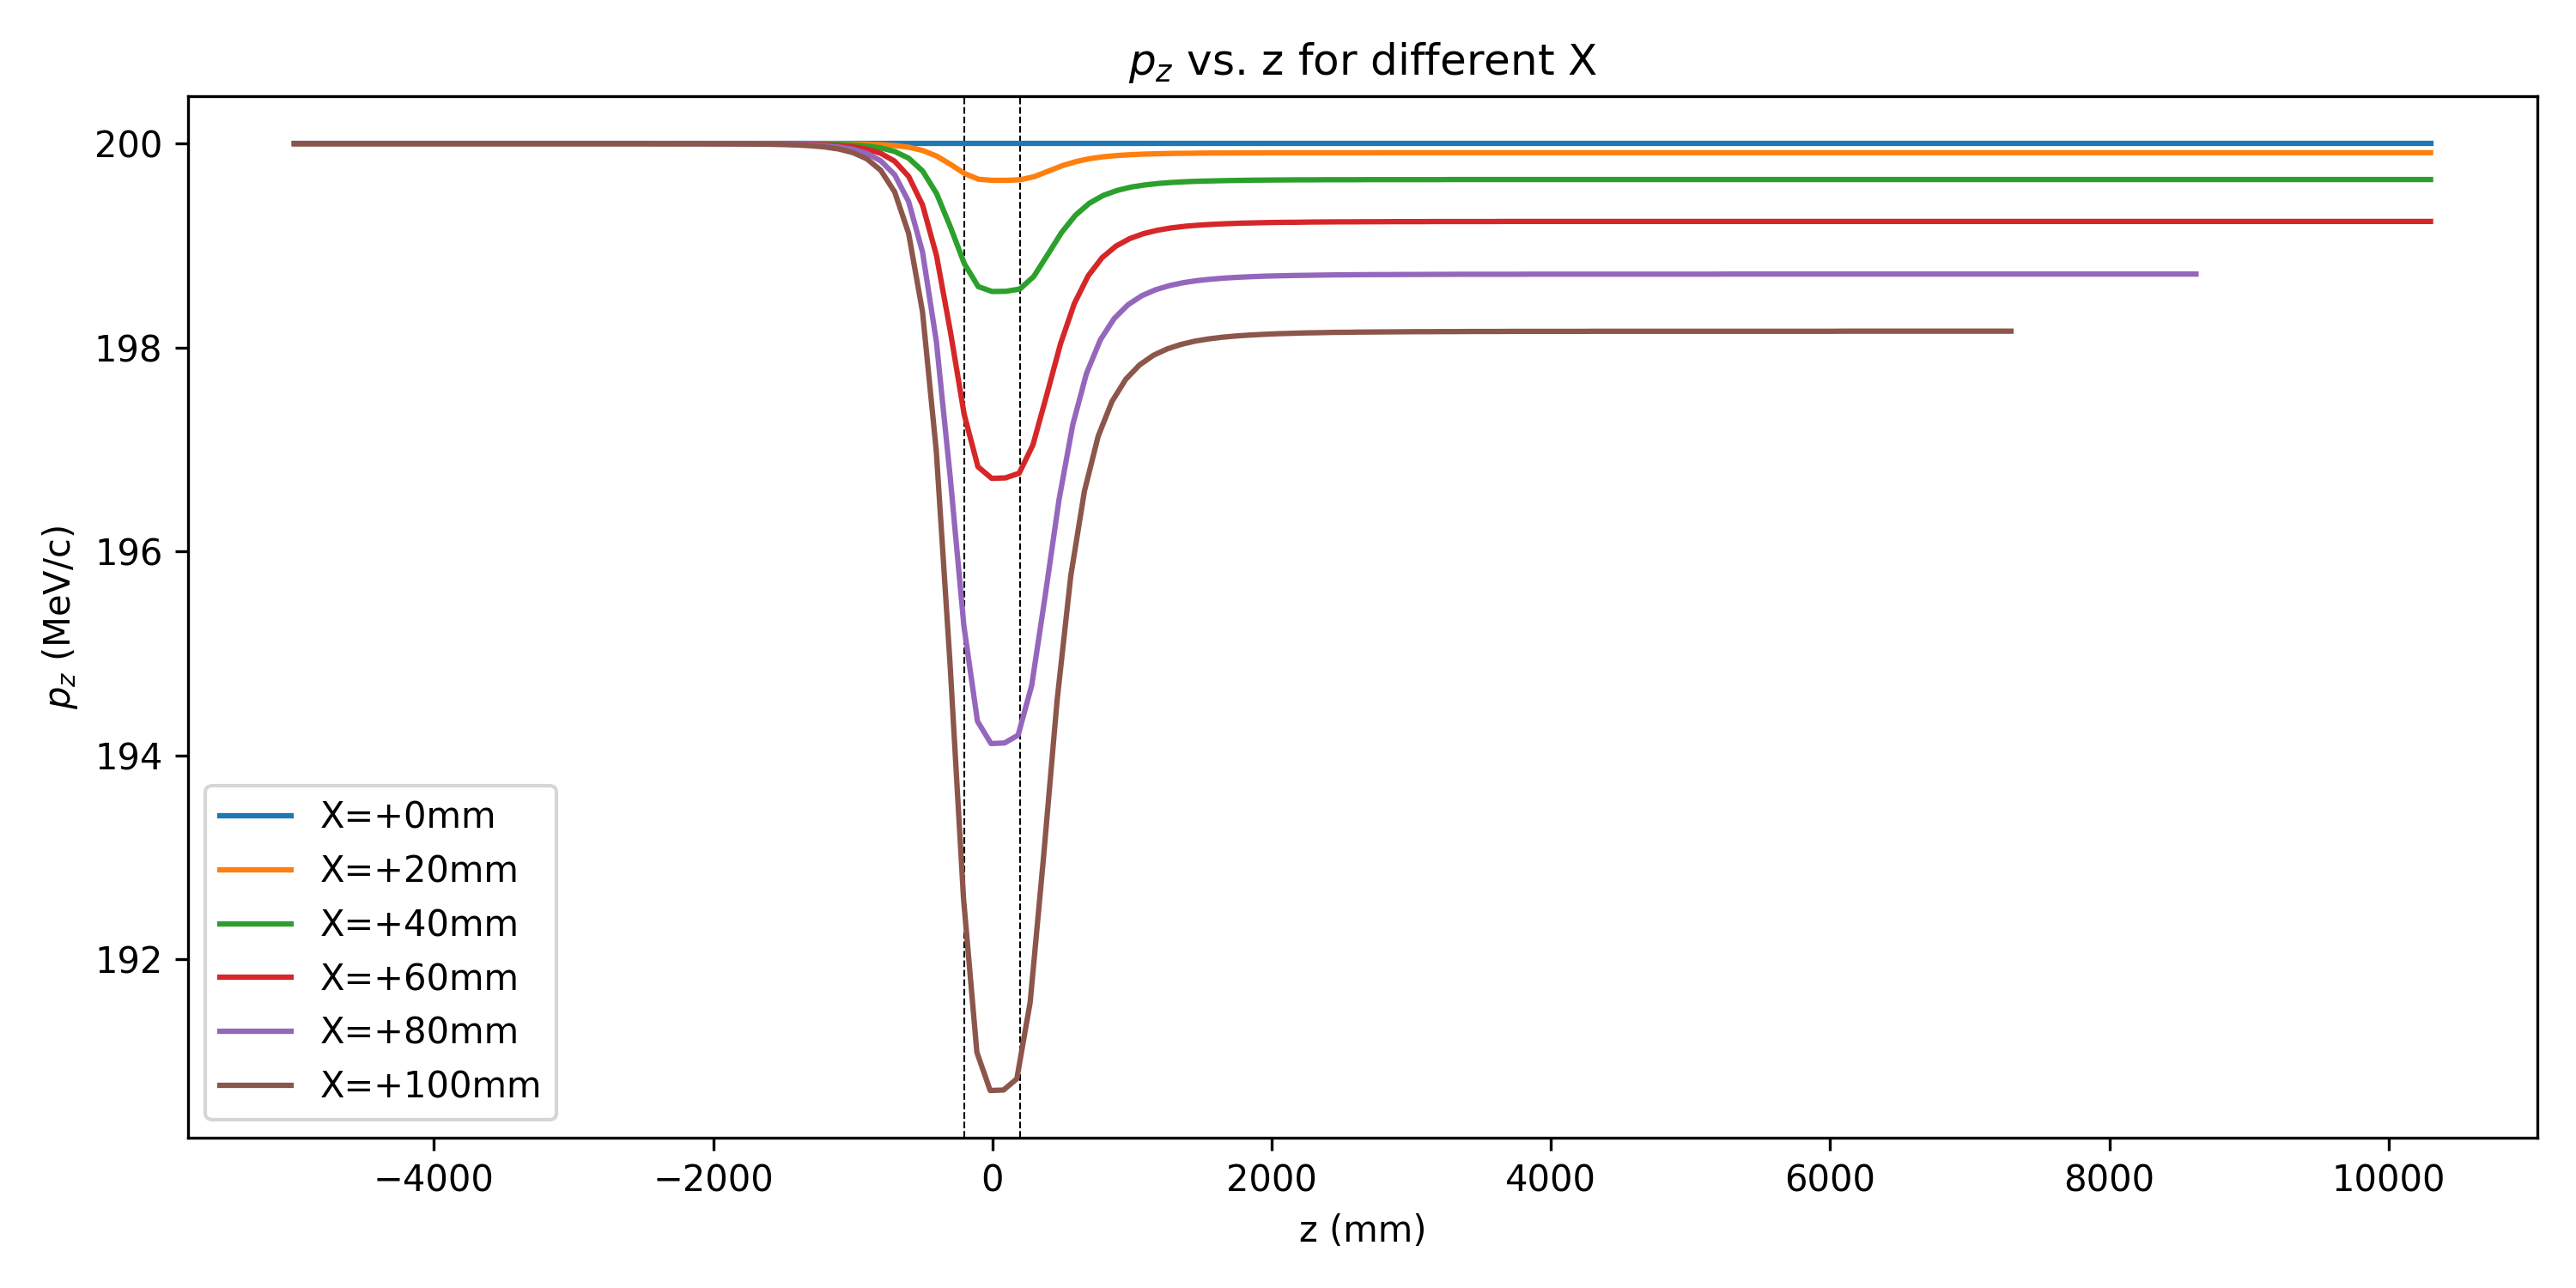 p_z vs. z for different X
200
198
196
194
192
p_z (MeV/c)
X=+0mm
X=+20mm
X=+40mm
X=+60mm
X=+80mm
X=+100mm
−4000 −2000 0 2000 4000 6000 8000 10000
z (mm)